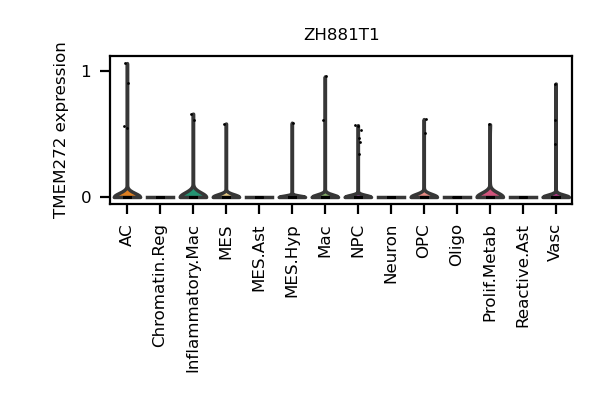 ZH881T1
TMEM272 expression
1
0
AC
Chromatin.Reg
Inflammatory.Mac
MES
MES.Ast
MES.Hyp
Mac
NPC
Neuron
OPC
Oligo
Prolif.Metab
Reactive.Ast
Vasc